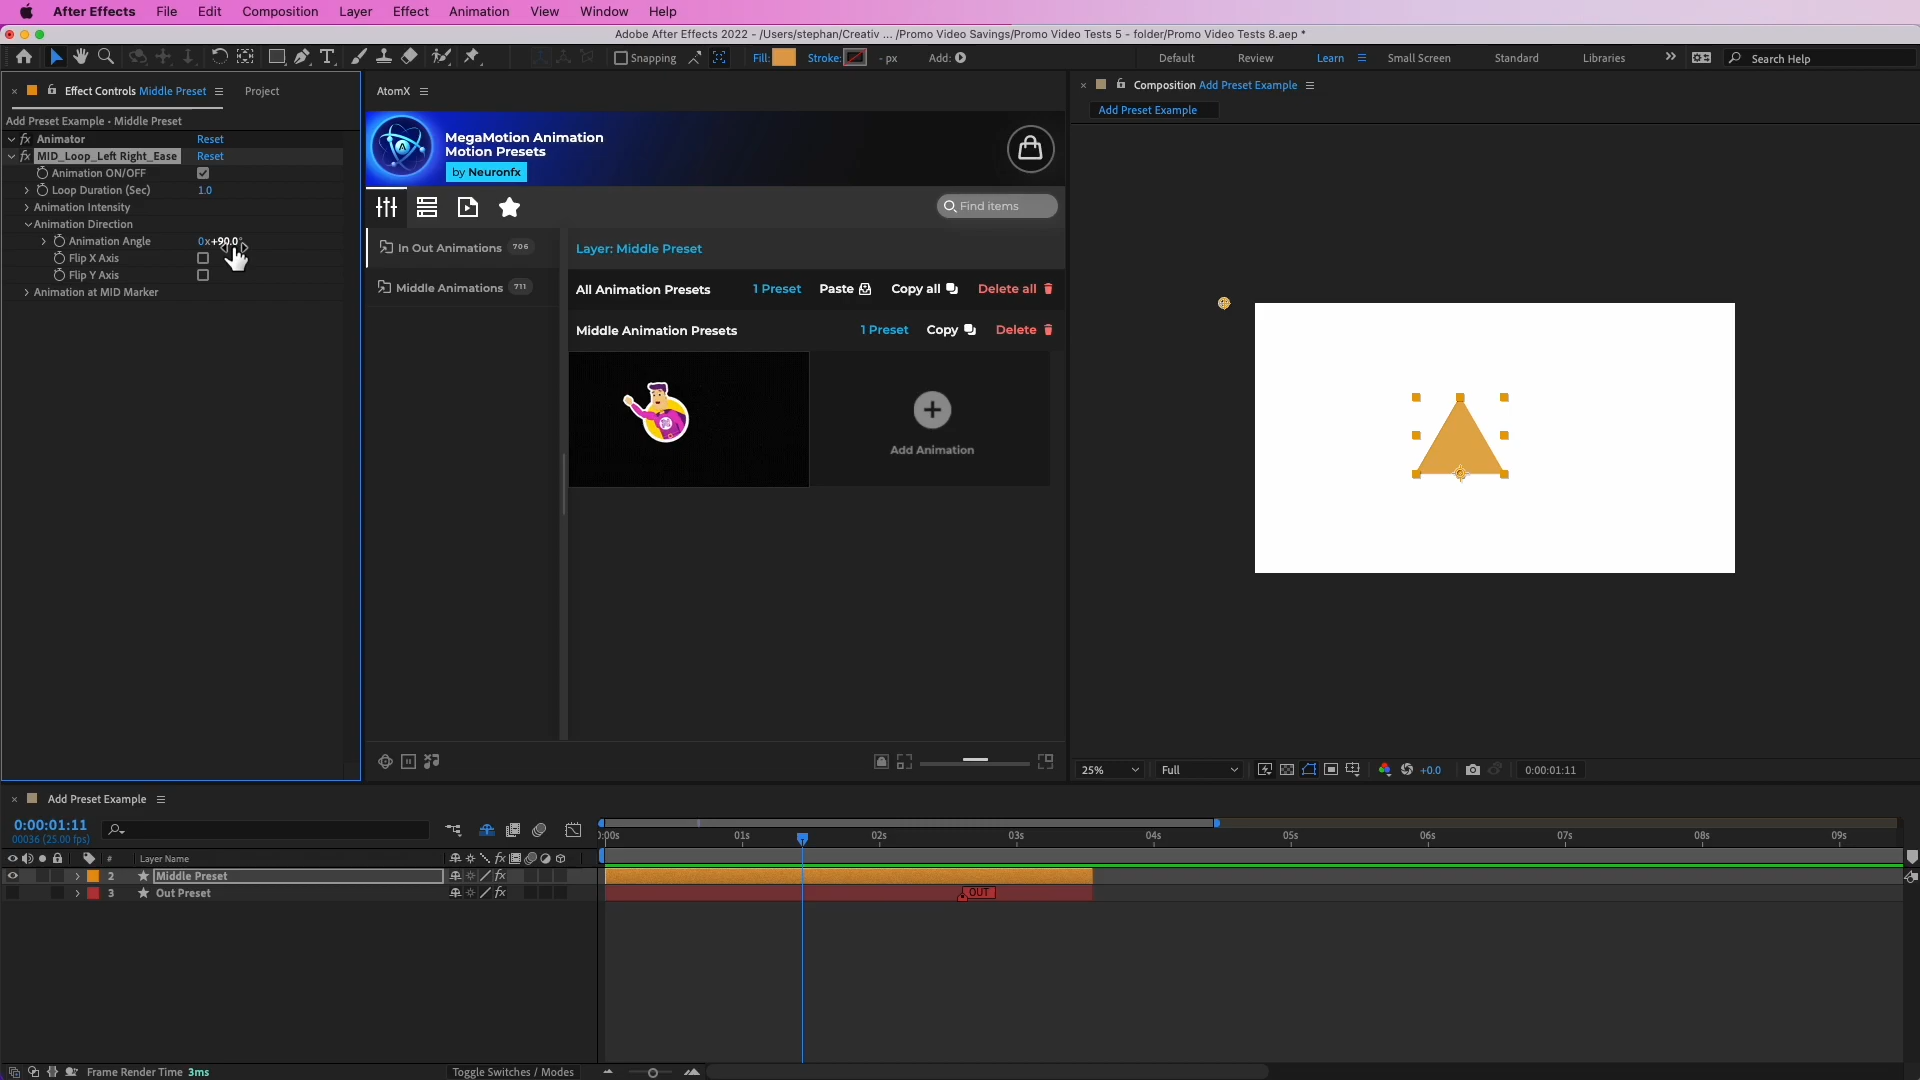 After Effects File Edit Composition Layer Effect Animation View Window Help
Adobe After Effects 2022 - /Users/stephan/Creativ ... /Promo Video Savings/Promo Video Tests 5 - folder/Promo Video Tests 8.aep *
Snapping Fill: Stroke: - px Add: Default Review Learn Small Screen Standard Libraries Search Help
Effect Controls Middle Preset Project
Add Preset Example • Middle Preset
fx Animator Reset
fx MID_Loop_Left Right_Ease Reset
Animation ON/OFF
Loop Duration (Sec) 1.0
Animation Intensity
Animation Direction
Animation Angle 0x+90.0°
Flip X Axis
Flip Y Axis
Animation at MID Marker
AtomX
MegaMotion Animation
Motion Presets
by Neuronfx
Find items
In Out Animations 706
Middle Animations 711
Layer: Middle Preset
All Animation Presets 1 Preset Paste Copy all Delete all
Middle Animation Presets 1 Preset Copy Delete
Add Animation
Composition Add Preset Example
Add Preset Example
25% Full +0.0 0:00:01:11
Add Preset Example
0:00:01:11
00036 (25.00 fps)
):00s 01s 02s 03s 04s 05s 06s 07s 08s 09s
# Layer Name fx
2 Middle Preset fx
3 Out Preset fx OUT
Frame Render Time 3ms Toggle Switches / Modes